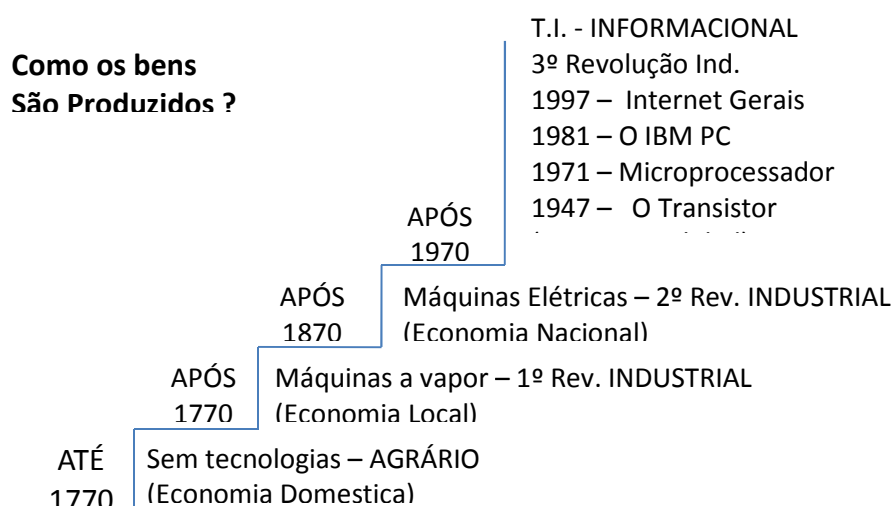 Como os bens
São Produzidos ?
T.I. - INFORMACIONAL
3º Revolução Ind.
1997 – Internet Gerais
1981 – O IBM PC
1971 – Microprocessador
1947 – O Transistor
APÓS
1970
Máquinas Elétricas – 2º Rev. INDUSTRIAL
(Economia Nacional)
APÓS
1870
Máquinas a vapor – 1º Rev. INDUSTRIAL
(Economia Local)
APÓS
1770
Sem tecnologias – AGRÁRIO
(Economia Domestica)
ATÉ
1770